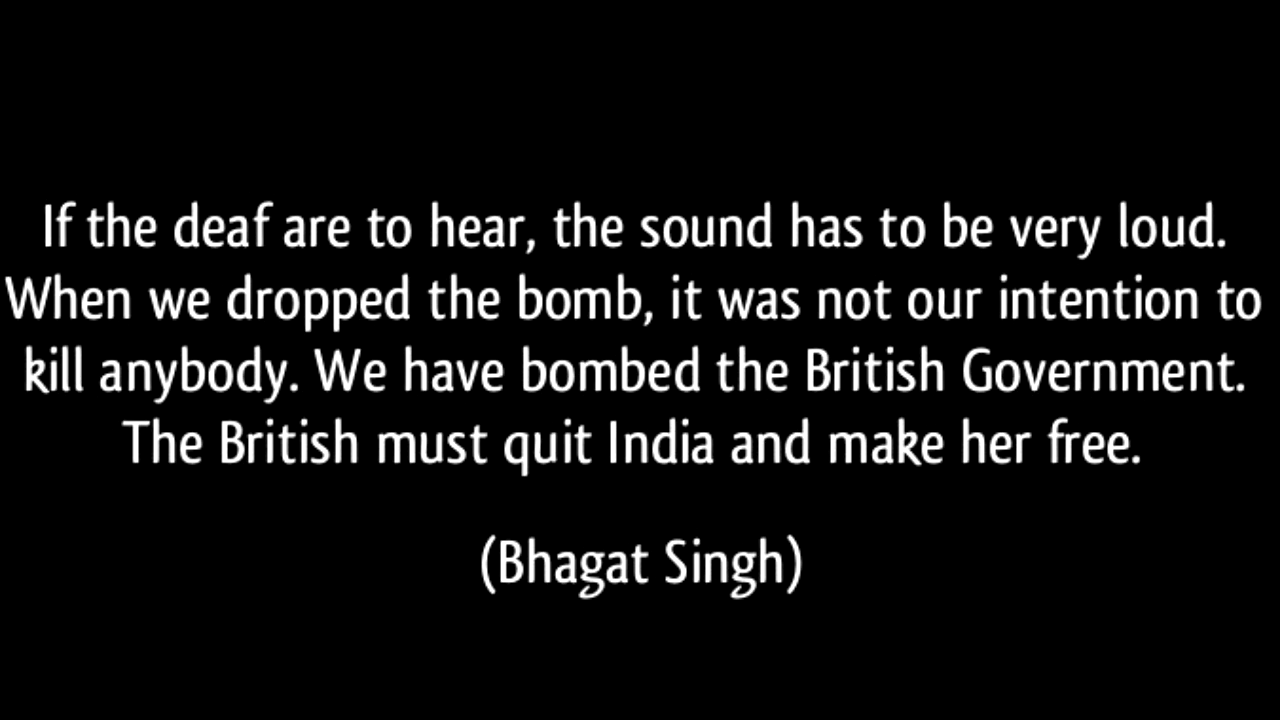 If the deaf are to hear, the sound has to be very loud.
When we dropped the bomb, it was not our intention to
kill anybody. We have bombed the British Government.
The British must quit India and make her free.
(Bhagat Singh)